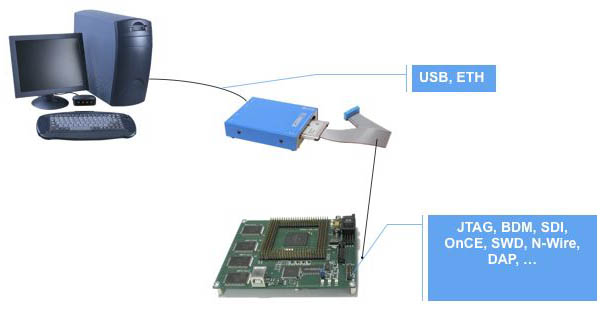 USB, ETH
JTAG, BDM, SDI,
OnCE, SWD, N-Wire,
DAP, …